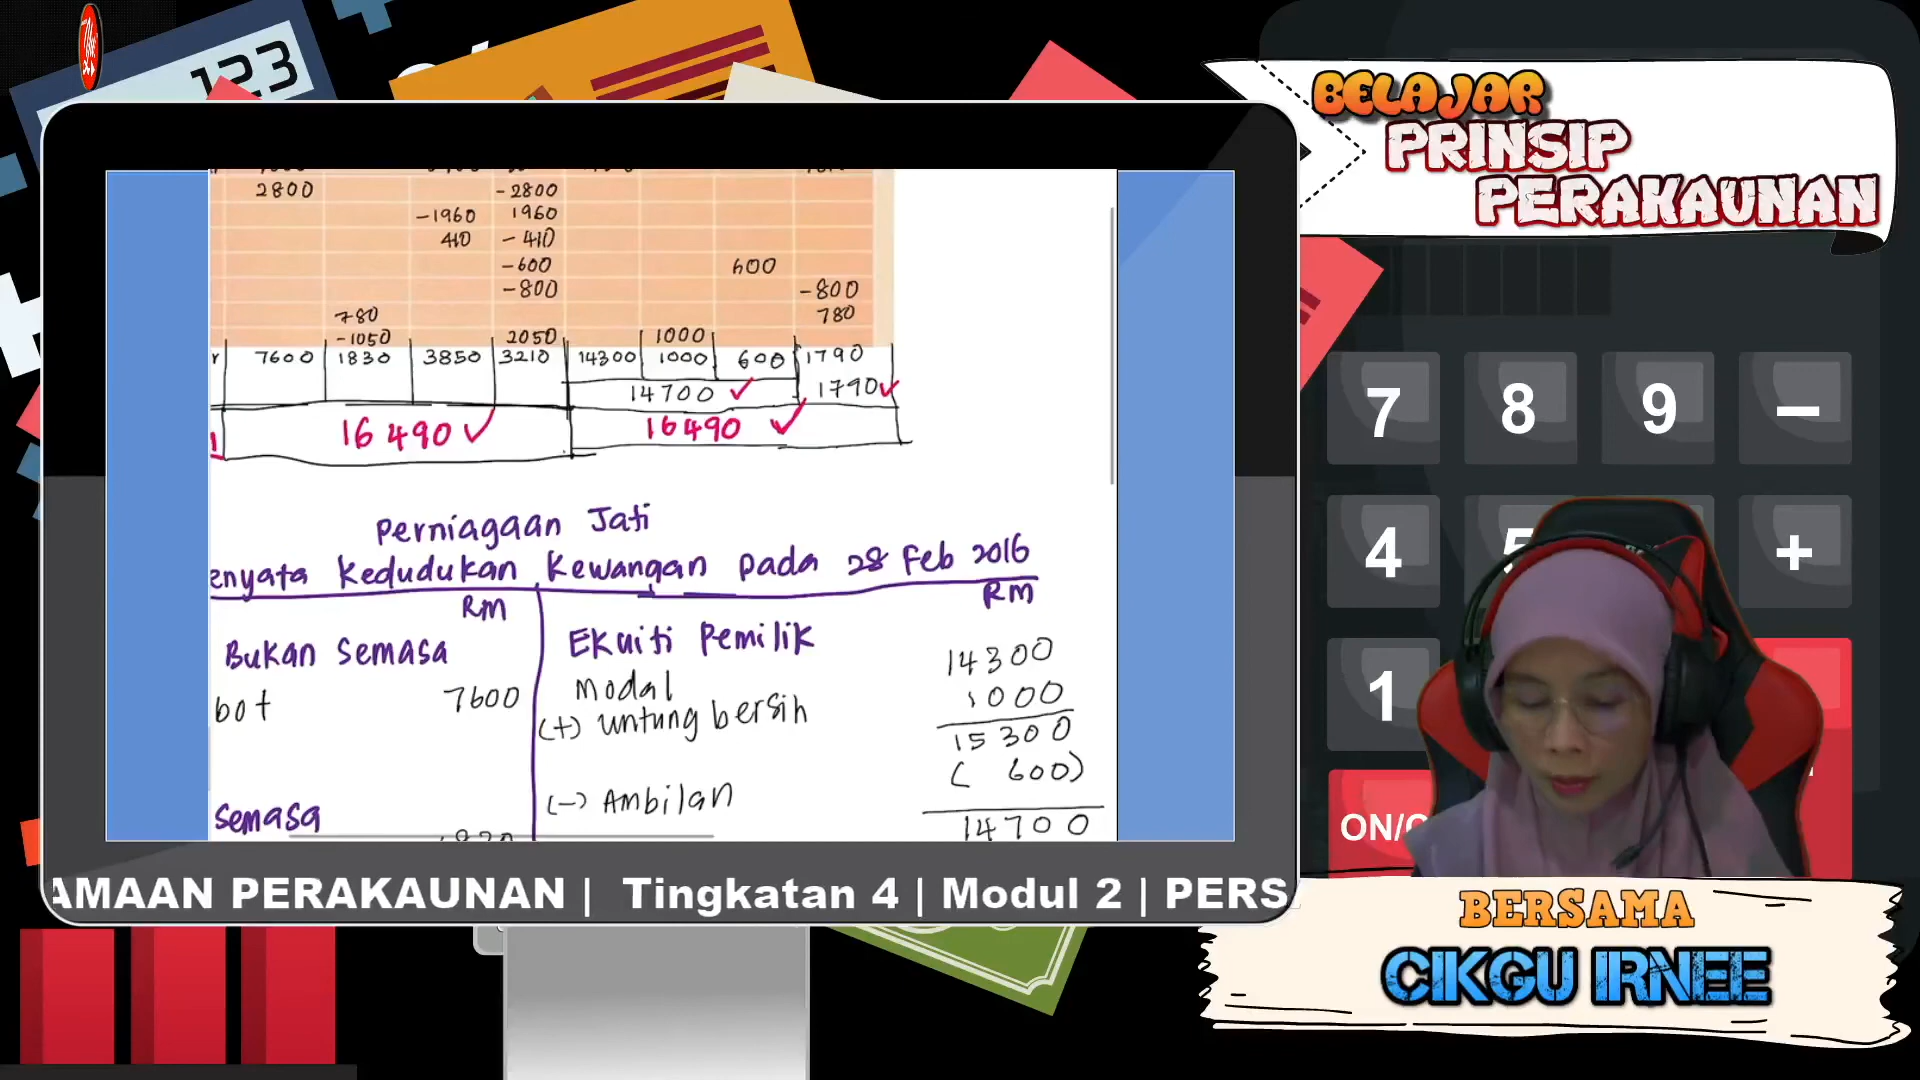 123
BELAJAR
PRINSIP
PERAKAUNAN
2800 -2800
-1960 1960
410 -410
-600 600
-800 -800
780 780
-1050 2050 1000
r 7600 1830 3850 3210 14300 1000 600 1790
14700 ✓ 1790 ✓
16490 ✓ 16490 ✓
Perniagaan Jati
enyata Kedudukan Kewangan pada 28 Feb 2016
RM RM
Bukan Semasa Ekuiti Pemilik
bot 7600 Modal 14300
(+) Untung bersih 1000
15300
(-) Ambilan ( 600)
semasa 14700
7 8 9 –
4 5 +
1
ON/C
AMAAN PERAKAUNAN | Tingkatan 4 | Modul 2 | PERS
BERSAMA
CIKGU IRNEE